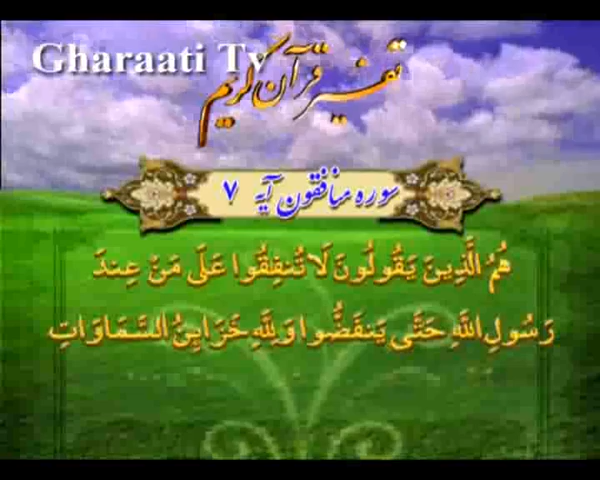 Gharaati Tv
تفسیر قرآن کریم
سوره منافقون آیه ۷
هُمُ الَّذِينَ يَقُولُونَ لَا تُنفِقُوا عَلَى مَنْ عِندَ
رَسُولِ اللَّهِ حَتَّى يَنفَضُّوا وَلِلَّهِ خَزَائِنُ السَّمَاوَاتِ